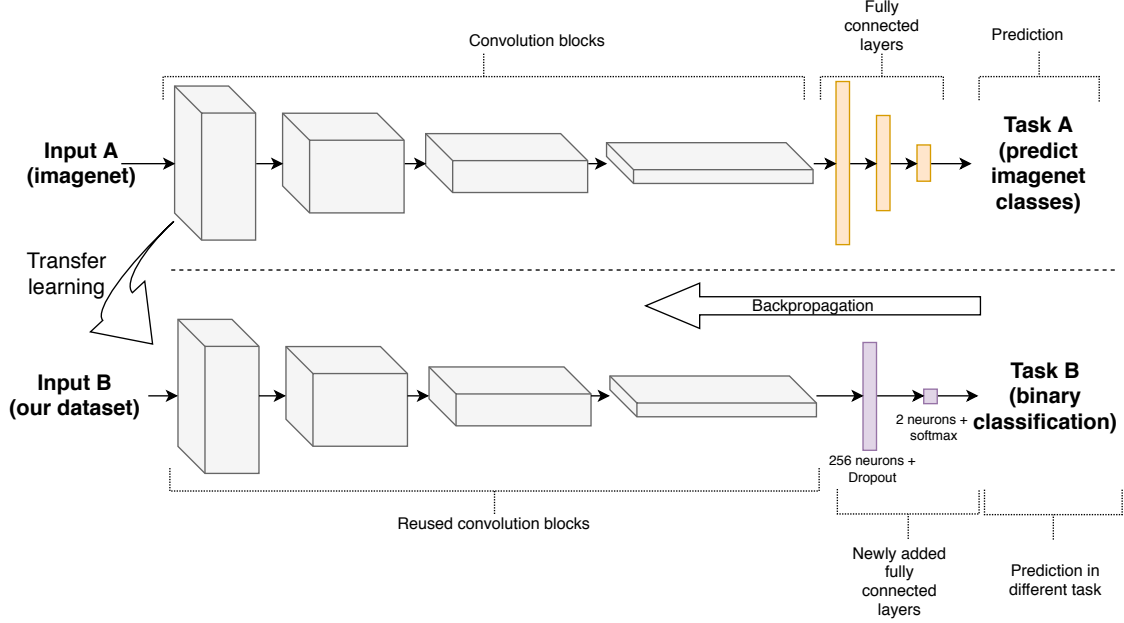 Convolution blocks
Fully
connected
layers
Prediction
Input A
(imagenet)
Task A
(predict
imagenet
classes)
Transfer
learning
Backpropagation
Input B
(our dataset)
Task B
(binary
classification)
2 neurons +
softmax
256 neurons +
Dropout
Reused convolution blocks
Newly added
fully
connected
layers
Prediction in
different task